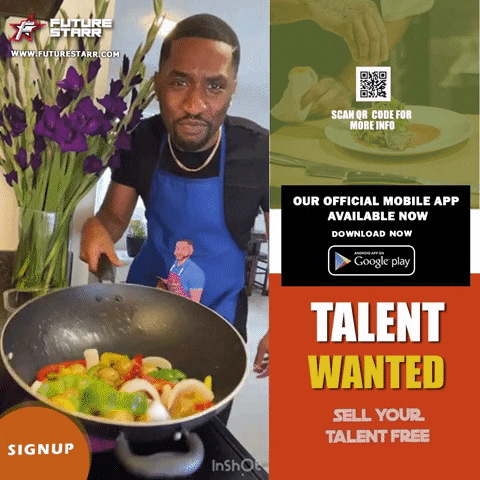 FUTURE
STARR
WWW.FUTURESTARR.COM
SCAN QR CODE FOR
MORE INFO
OUR OFFICIAL MOBILE APP
AVAILABLE NOW
DOWNLOAD NOW
ANDROID APP ON
Google play
TALENT
WANTED
SELL YOUR
TALENT FREE
SIGNUP